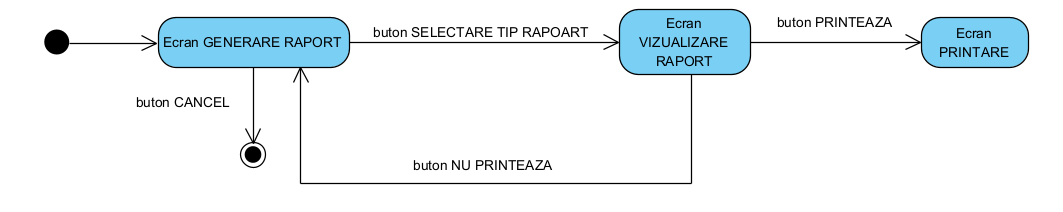 Ecran GENERARE RAPORT
buton SELECTARE TIP RAPOART
Ecran
VIZUALIZARE
RAPORT
buton PRINTEAZA
Ecran
PRINTARE
buton CANCEL
buton NU PRINTEAZA